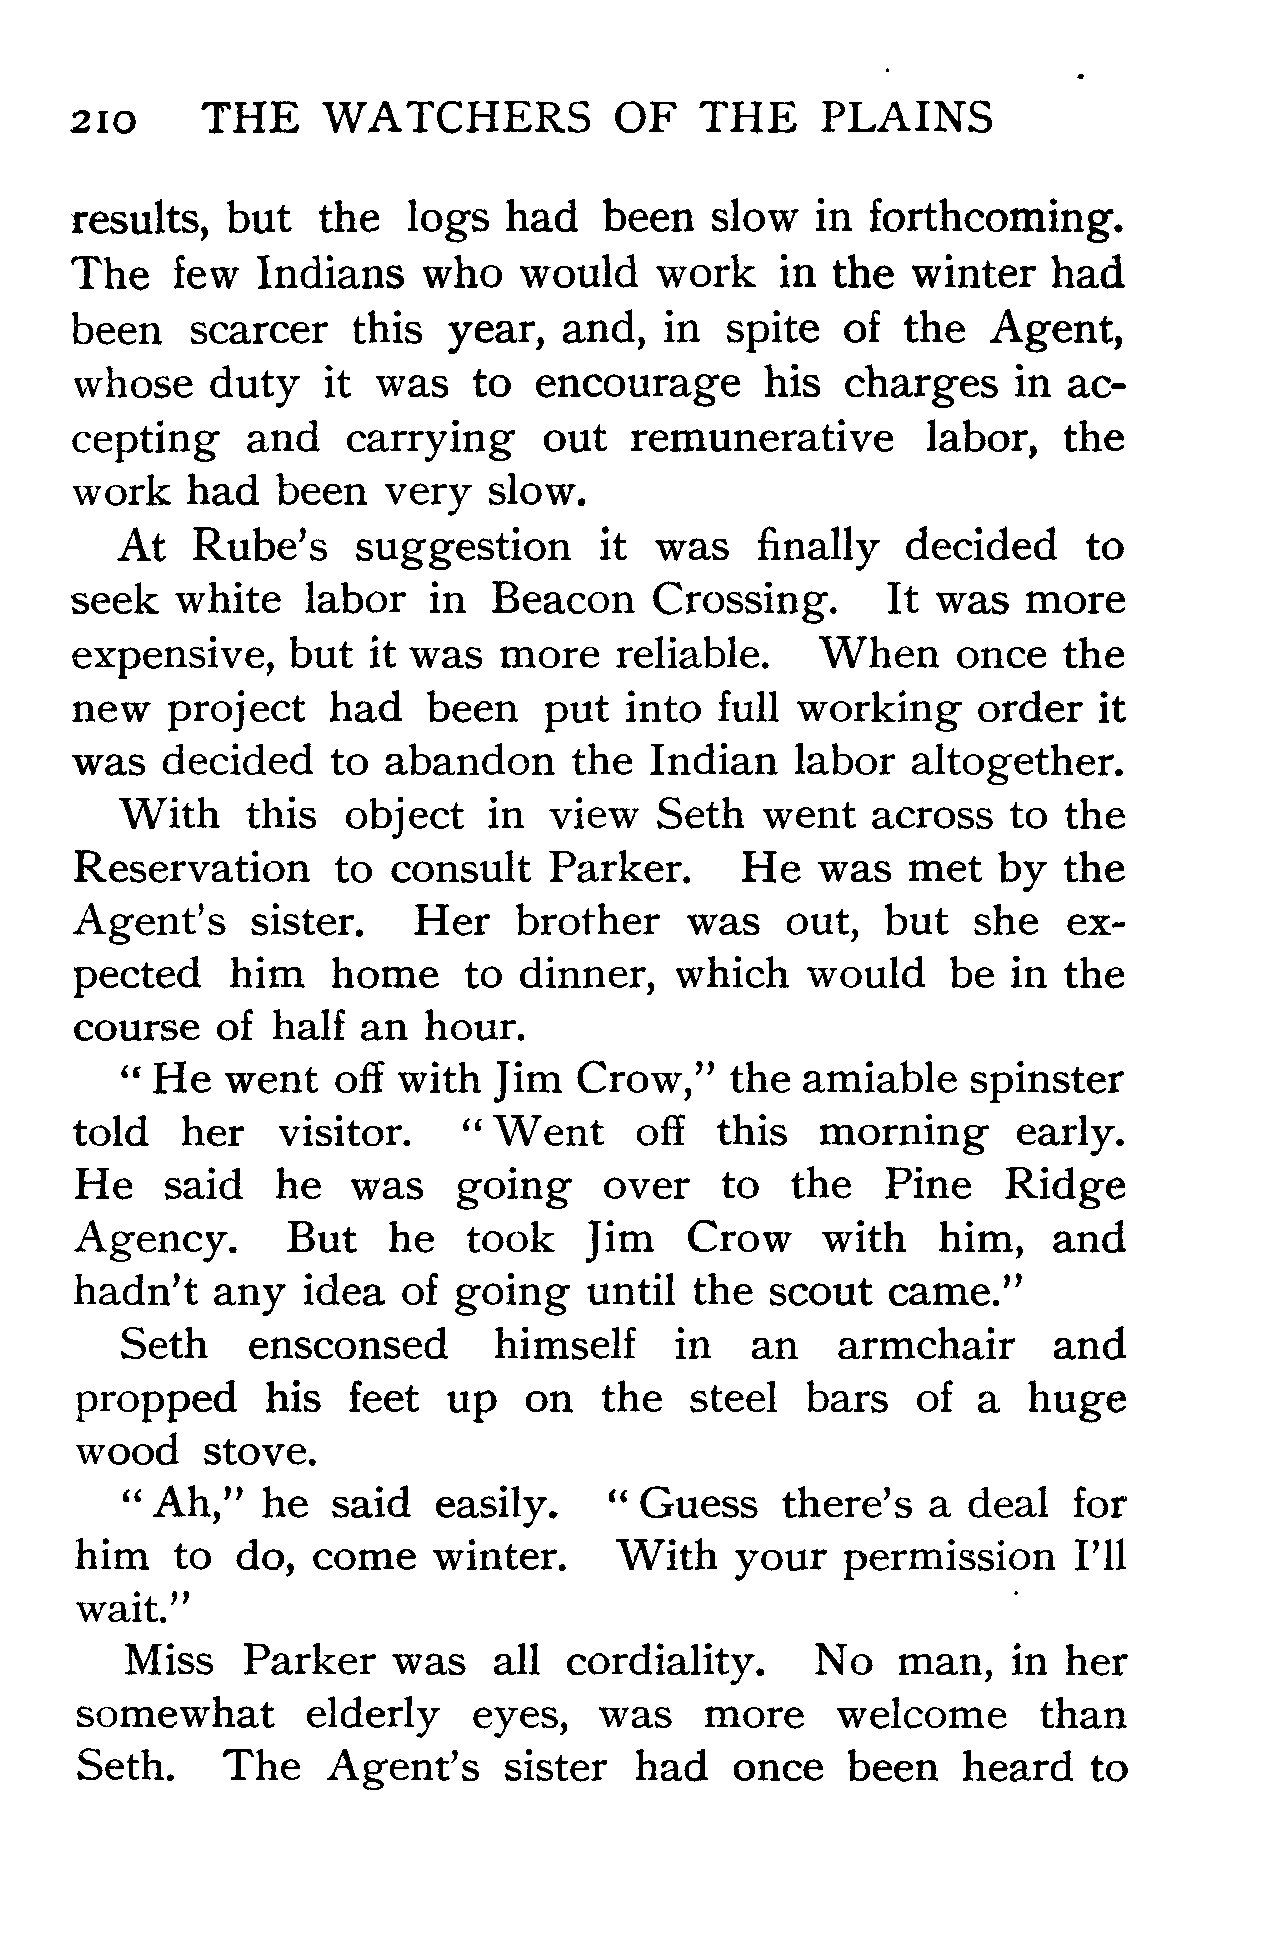 210 THE WATCHERS OF THE PLAINS
results, but the logs had been slow in forthcoming.
The few Indians who would work in the winter had
been scarcer this year, and, in spite of the Agent,
whose duty it was to encourage his charges in ac-
cepting and carrying out remunerative labor, the
work had been very slow.
At Rube's suggestion it was finally decided to
seek white labor in Beacon Crossing. It was more
expensive, but it was more reliable. When once the
new project had been put into full working order it
was decided to abandon the Indian labor altogether.
With this object in view Seth went across to the
Reservation to consult Parker. He was met by the
Agent's sister. Her brother was out, but she ex-
pected him home to dinner, which would be in the
course of half an hour.
" He went off with Jim Crow," the amiable spinster
told her visitor. " Went off this morning early.
He said he was going over to the Pine Ridge
Agency. But he took Jim Crow with him, and
hadn't any idea of going until the scout came."
Seth ensconsed himself in an armchair and
propped his feet up on the steel bars of a huge
wood stove.
" Ah," he said easily. " Guess there's a deal for
him to do, come winter. With your permission I'll
wait."
Miss Parker was all cordiality. No man, in her
somewhat elderly eyes, was more welcome than
Seth. The Agent's sister had once been heard to